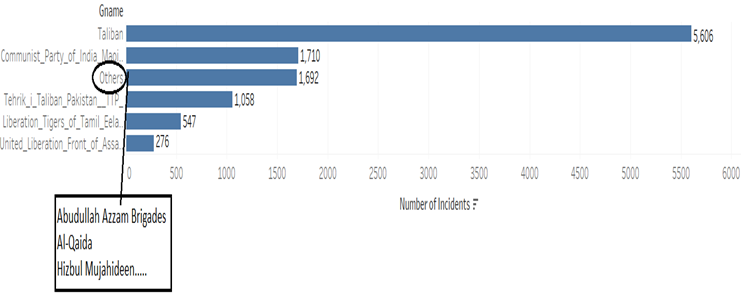 Gname
Taliban 5,606
Communist_Party_of_India_Maoi.. 1,710
Others 1,692
Tehrik_i_Taliban_Pakistan__TTP_ 1,058
Liberation_Tigers_of_Tamil_Eela.. 547
United_Liberation_Front_of_Assa.. 276
0 500 1000 1500 2000 2500 3000 3500 4000 4500 5000 5500 6000
Number of Incidents
Abudullah Azzam Brigades
Al-Qaida
Hizbul Mujahideen.....